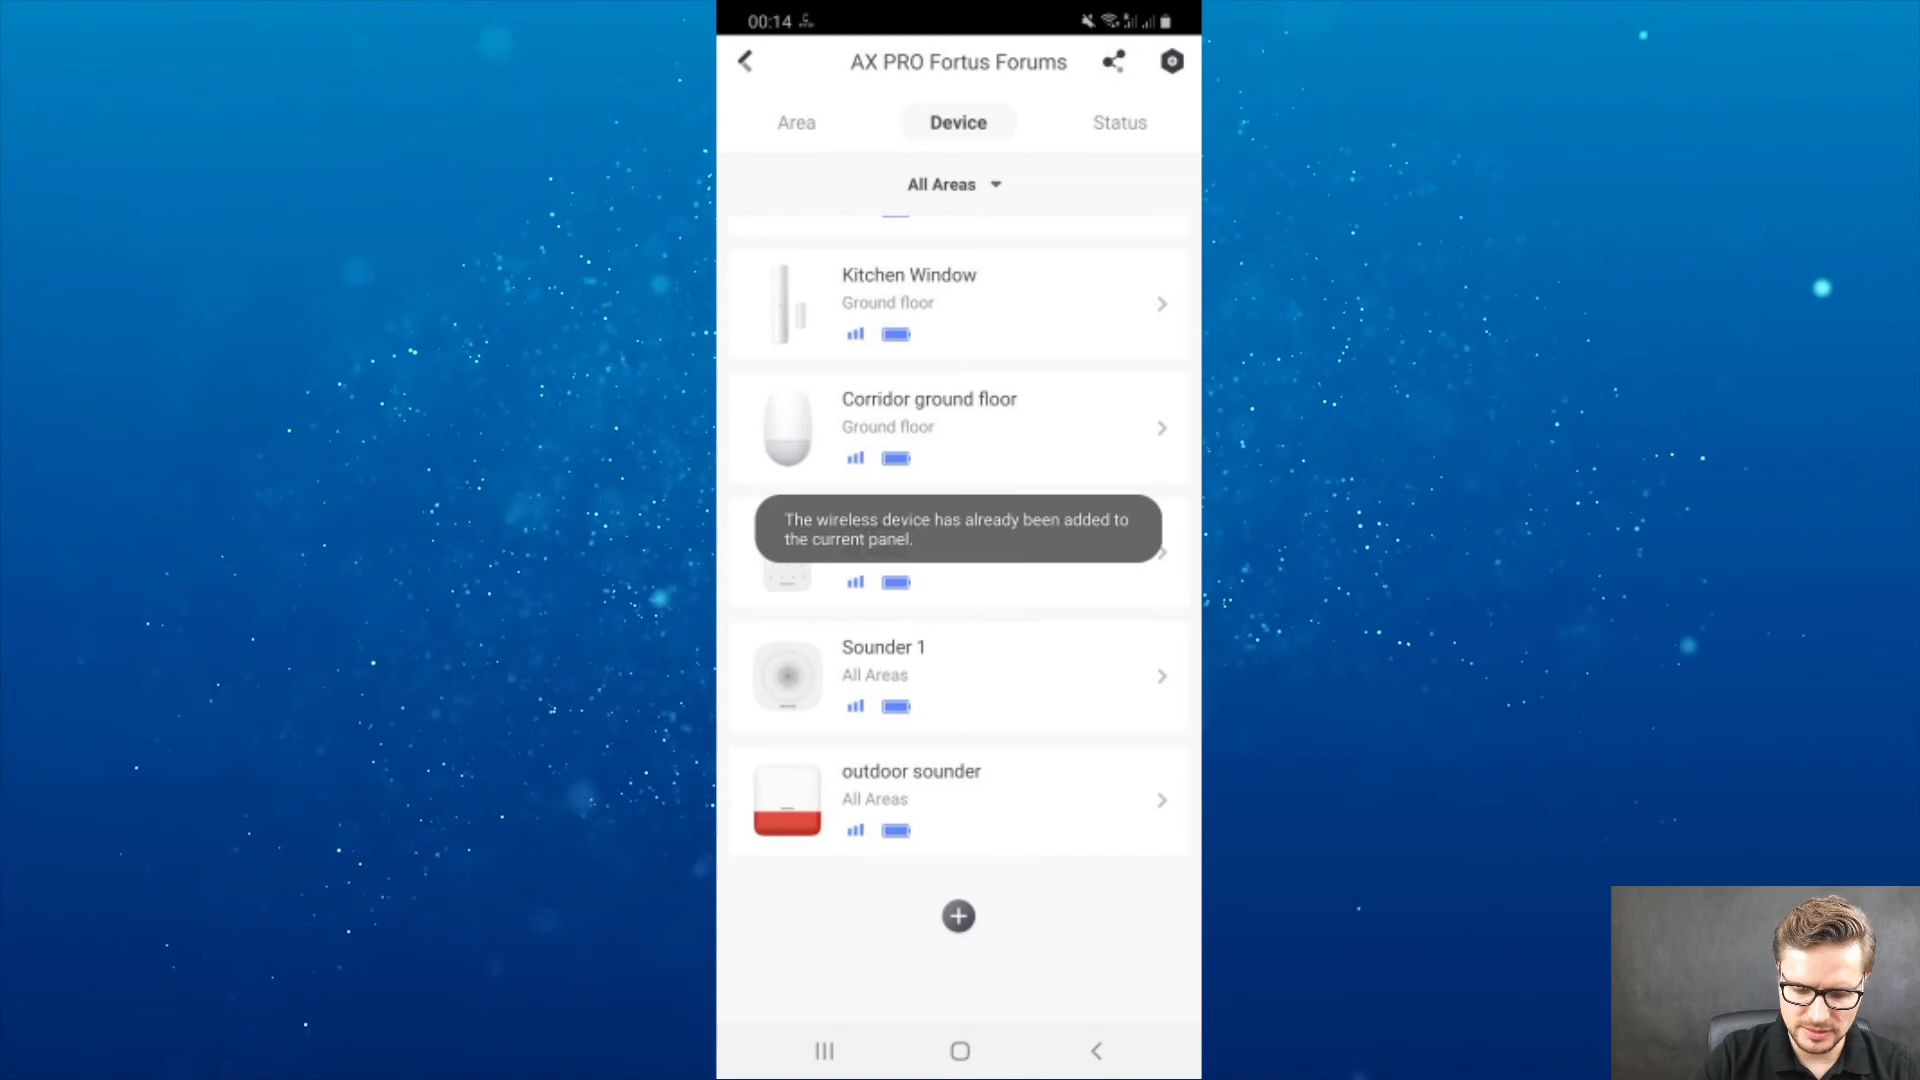 00:14
AX PRO Fortus Forums
Area
Device
Status
All Areas
Kitchen Window
Ground floor
Corridor ground floor
Ground floor
The wireless device has already been added to
the current panel.
Sounder 1
All Areas
outdoor sounder
All Areas